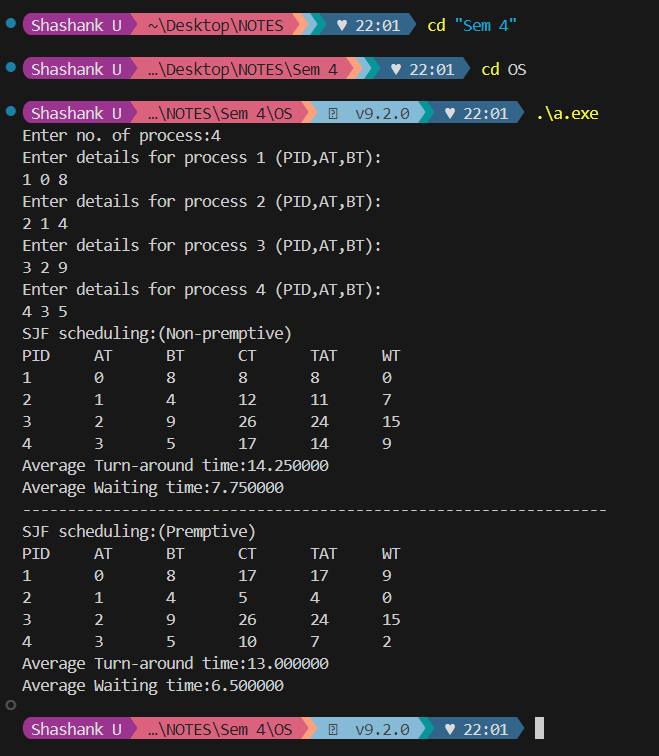 Shashank U ~\Desktop\NOTES ♥ 22:01 cd "Sem 4"
Shashank U …\Desktop\NOTES\Sem 4 ♥ 22:01 cd OS
Shashank U …\NOTES\Sem 4\OS v9.2.0 ♥ 22:01 .\a.exe
Enter no. of process:4
Enter details for process 1 (PID,AT,BT):
1 0 8
Enter details for process 2 (PID,AT,BT):
2 1 4
Enter details for process 3 (PID,AT,BT):
3 2 9
Enter details for process 4 (PID,AT,BT):
4 3 5
SJF scheduling:(Non-premptive)
PID AT BT CT TAT WT
1 0 8 8 8 0
2 1 4 12 11 7
3 2 9 26 24 15
4 3 5 17 14 9
Average Turn-around time:14.250000
Average Waiting time:7.750000
-----------------------------------------------------------------
SJF scheduling:(Premptive)
PID AT BT CT TAT WT
1 0 8 17 17 9
2 1 4 5 4 0
3 2 9 26 24 15
4 3 5 10 7 2
Average Turn-around time:13.000000
Average Waiting time:6.500000
Shashank U …\NOTES\Sem 4\OS v9.2.0 ♥ 22:01